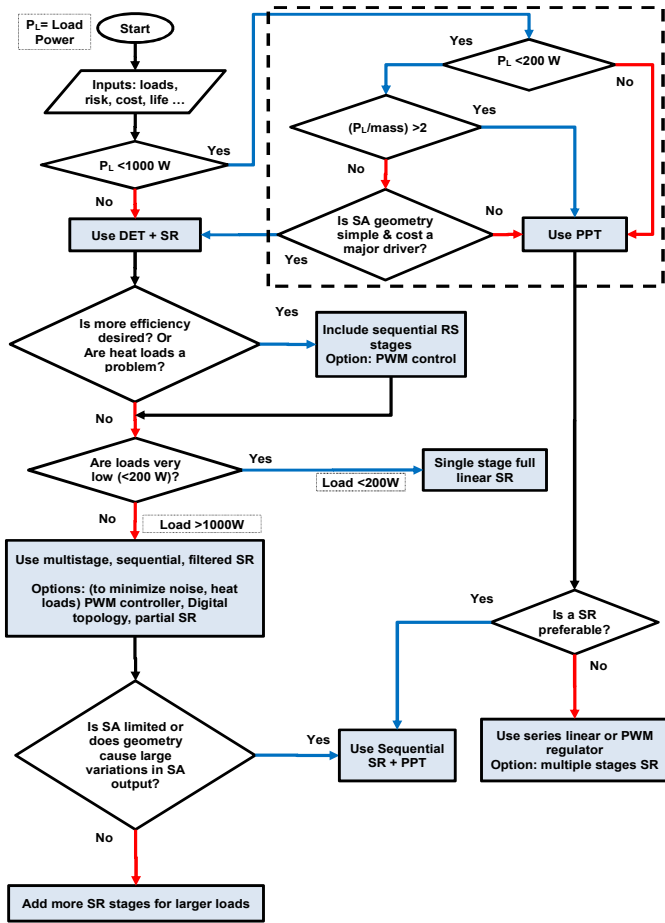 P_L= Load
Power
Start
Inputs: loads,
risk, cost, life ...
P_L <1000 W
Yes
No
Yes
P_L <200 W
No
(P_L/mass) >2
Yes
No
Is SA geometry
simple & cost a
major driver?
No
Yes
Use DET + SR
Use PPT
Is more efficiency
desired? Or
Are heat loads a
problem?
Yes
Include sequential RS
stages
Option: PWM control
No
Are loads very
low (<200 W)?
Yes
Load <200W
Single stage full
linear SR
No
Load >1000W
Use multistage, sequential, filtered SR
Options: (to minimize noise, heat
loads) PWM controller, Digital
topology, partial SR
Yes
Is a SR
preferable?
No
Is SA limited or
does geometry
cause large
variations in SA
output?
Yes
Use Sequential
SR + PPT
Use series linear or PWM
regulator
Option: multiple stages SR
No
Add more SR stages for larger loads